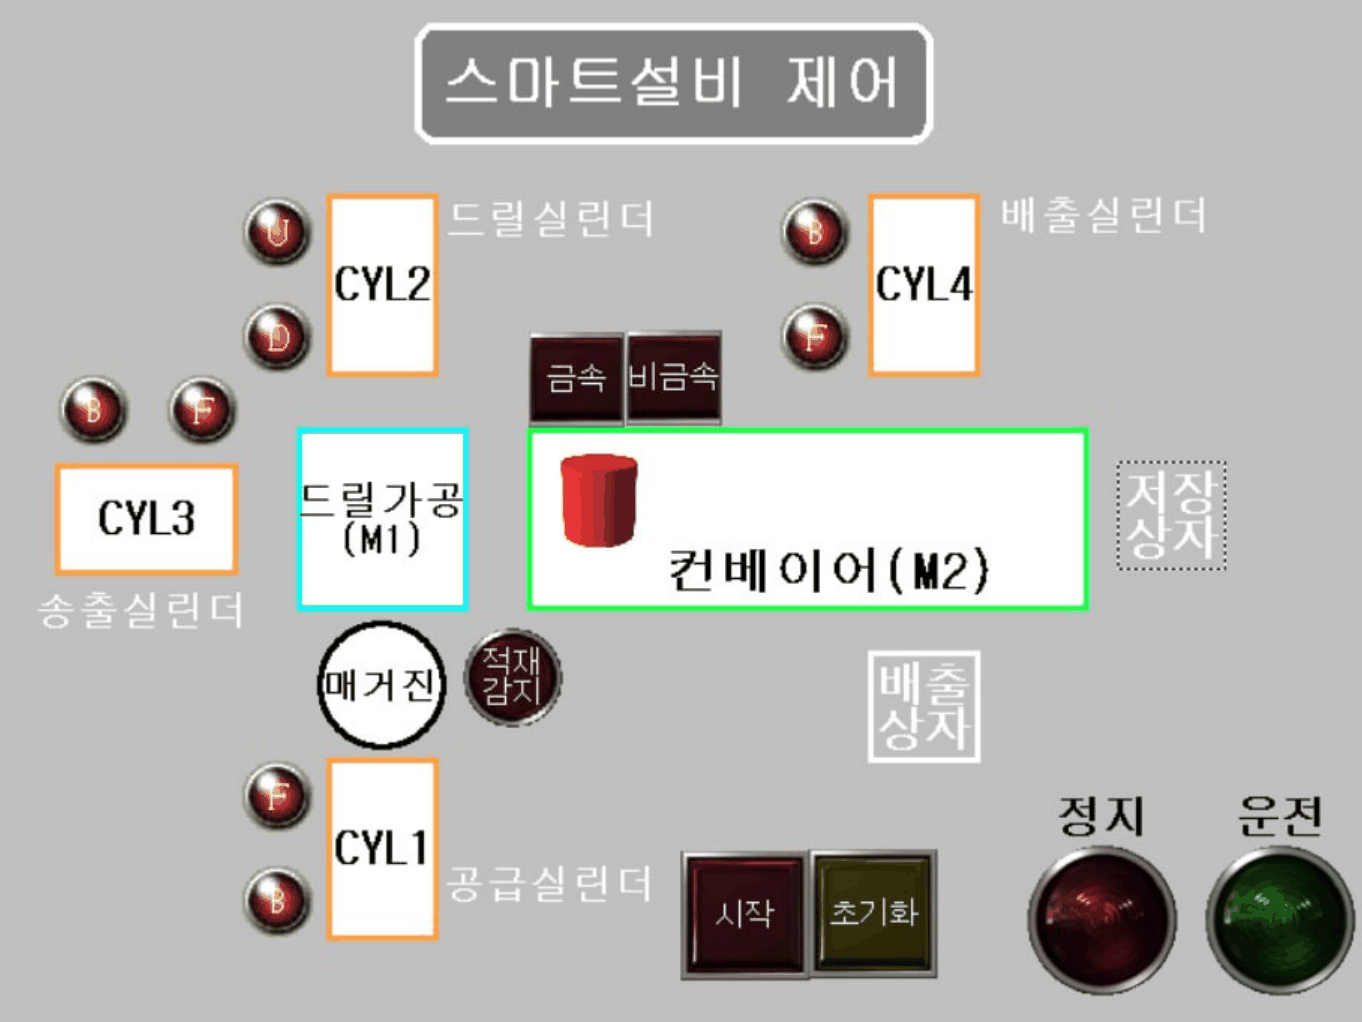 스마트설비 제어
U
CYL2
드릴실린더
D
B
CYL4
배출실린더
F
금속
비금속
B
F
CYL3
송출실린더
드릴가공
(M1)
컨베이어(M2)
저장
상자
매거진
적재
감지
배출
상자
F
CYL1
B
공급실린더
시작
초기화
정지
운전